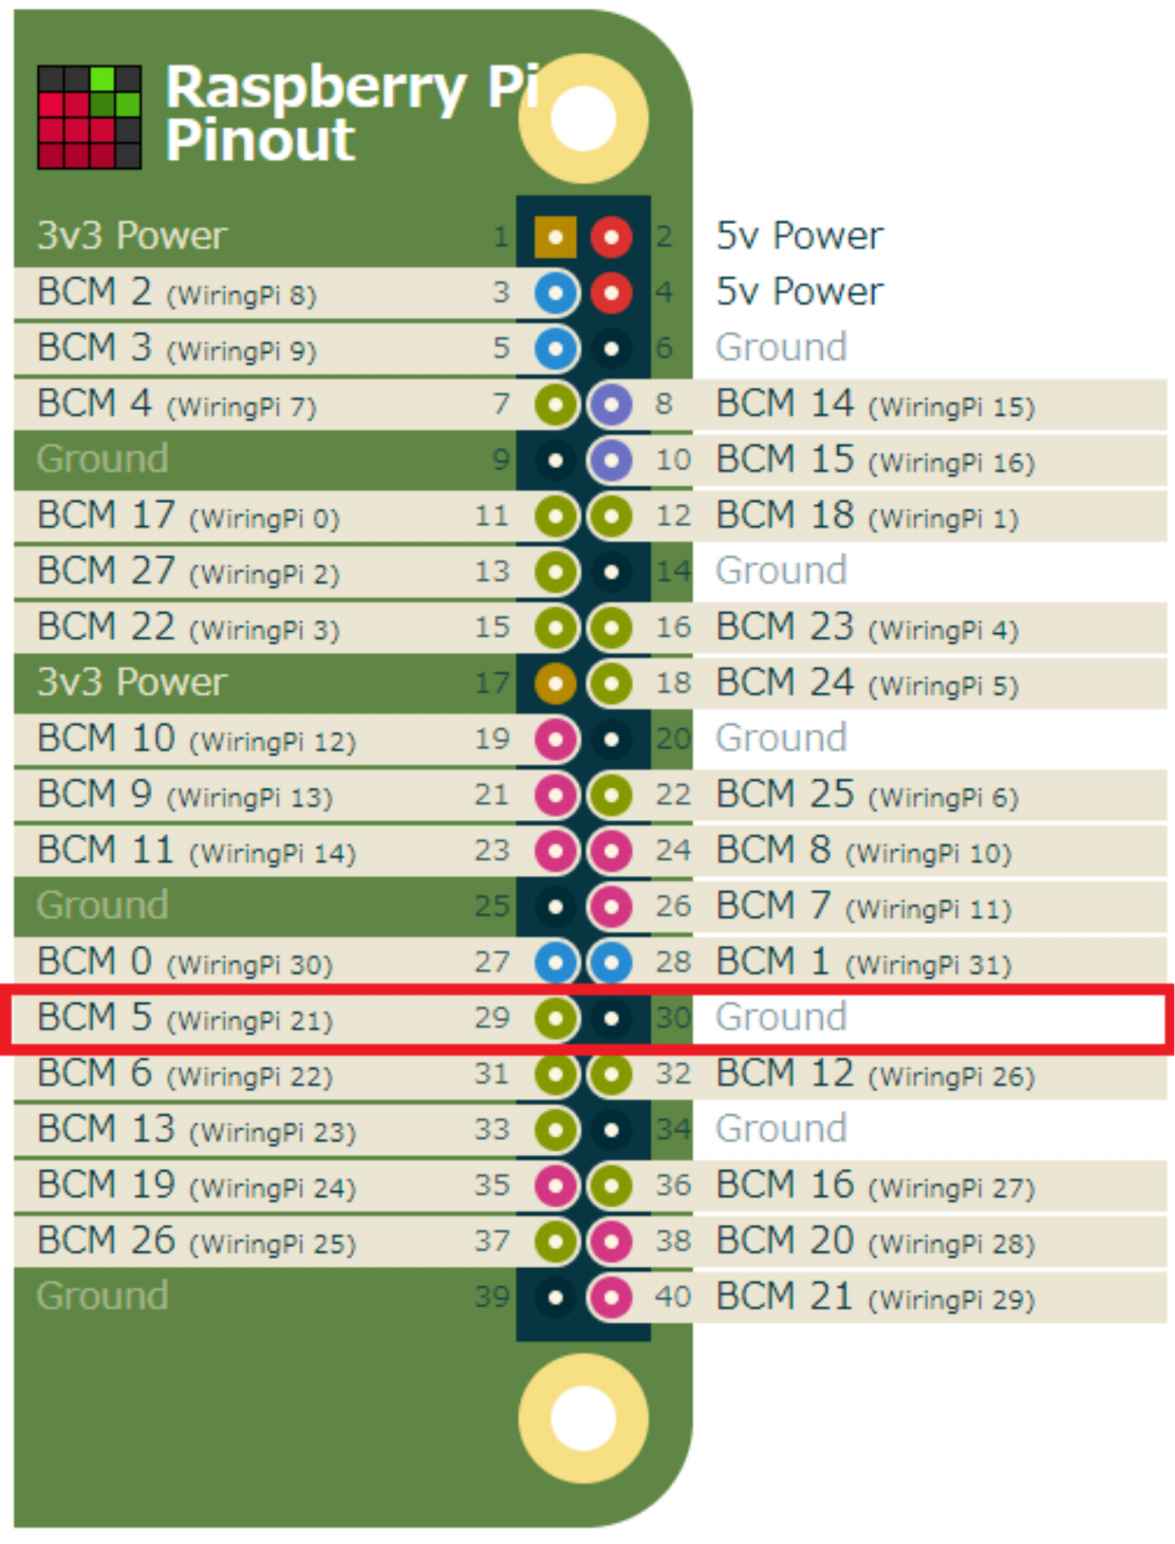 Raspberry Pi
Pinout
3v3 Power 1 2 5v Power
BCM 2 (WiringPi 8) 3 4 5v Power
BCM 3 (WiringPi 9) 5 6 Ground
BCM 4 (WiringPi 7) 7 8 BCM 14 (WiringPi 15)
Ground 9 10 BCM 15 (WiringPi 16)
BCM 17 (WiringPi 0) 11 12 BCM 18 (WiringPi 1)
BCM 27 (WiringPi 2) 13 14 Ground
BCM 22 (WiringPi 3) 15 16 BCM 23 (WiringPi 4)
3v3 Power 17 18 BCM 24 (WiringPi 5)
BCM 10 (WiringPi 12) 19 20 Ground
BCM 9 (WiringPi 13) 21 22 BCM 25 (WiringPi 6)
BCM 11 (WiringPi 14) 23 24 BCM 8 (WiringPi 10)
Ground 25 26 BCM 7 (WiringPi 11)
BCM 0 (WiringPi 30) 27 28 BCM 1 (WiringPi 31)
BCM 5 (WiringPi 21) 29 30 Ground
BCM 6 (WiringPi 22) 31 32 BCM 12 (WiringPi 26)
BCM 13 (WiringPi 23) 33 34 Ground
BCM 19 (WiringPi 24) 35 36 BCM 16 (WiringPi 27)
BCM 26 (WiringPi 25) 37 38 BCM 20 (WiringPi 28)
Ground 39 40 BCM 21 (WiringPi 29)